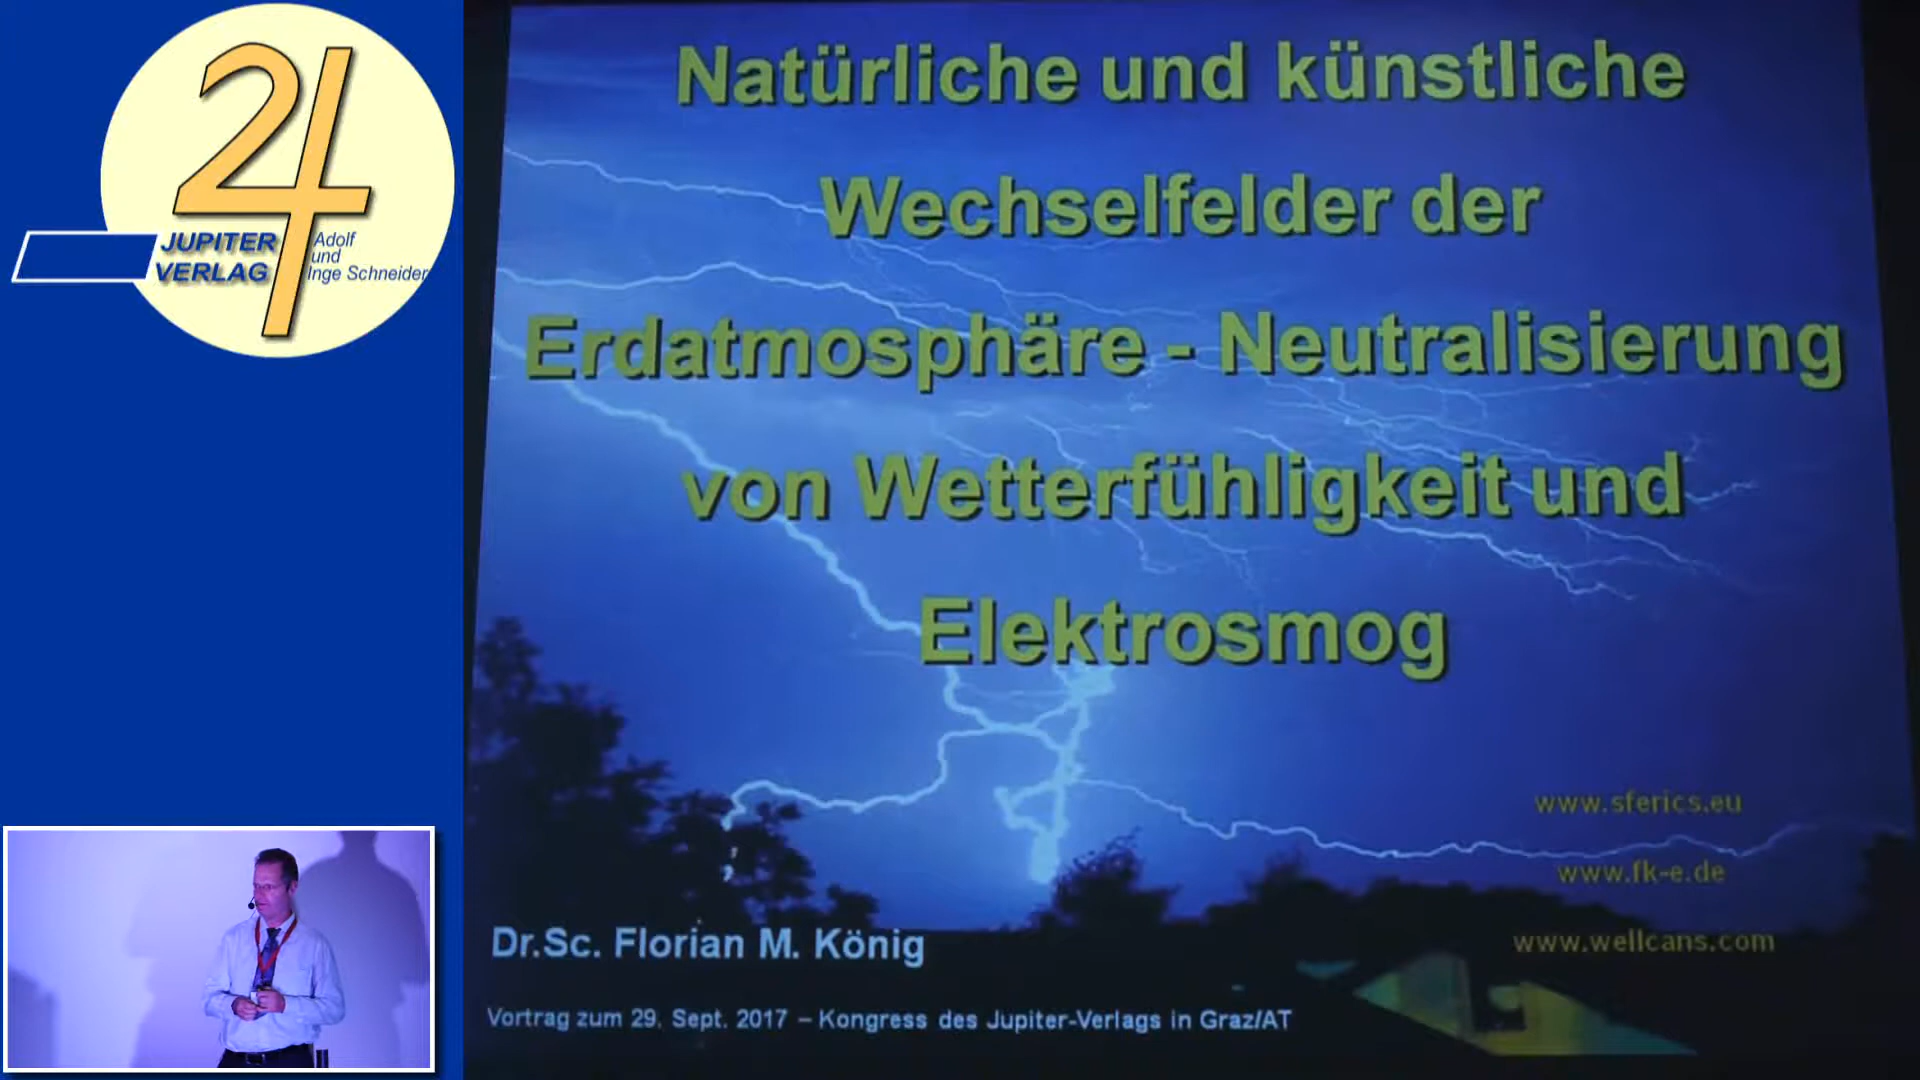 JUPITER
VERLAG
Adolf
und
Inge Schneider
Natürliche und künstliche
Wechselfelder der
Erdatmosphäre - Neutralisierung
von Wetterfühligkeit und
Elektrosmog
www.sferics.eu
www.fk-e.de
www.wellcans.com
Dr.Sc. Florian M. König
Vortrag zum 29. Sept. 2017 – Kongress des Jupiter-Verlags in Graz/AT